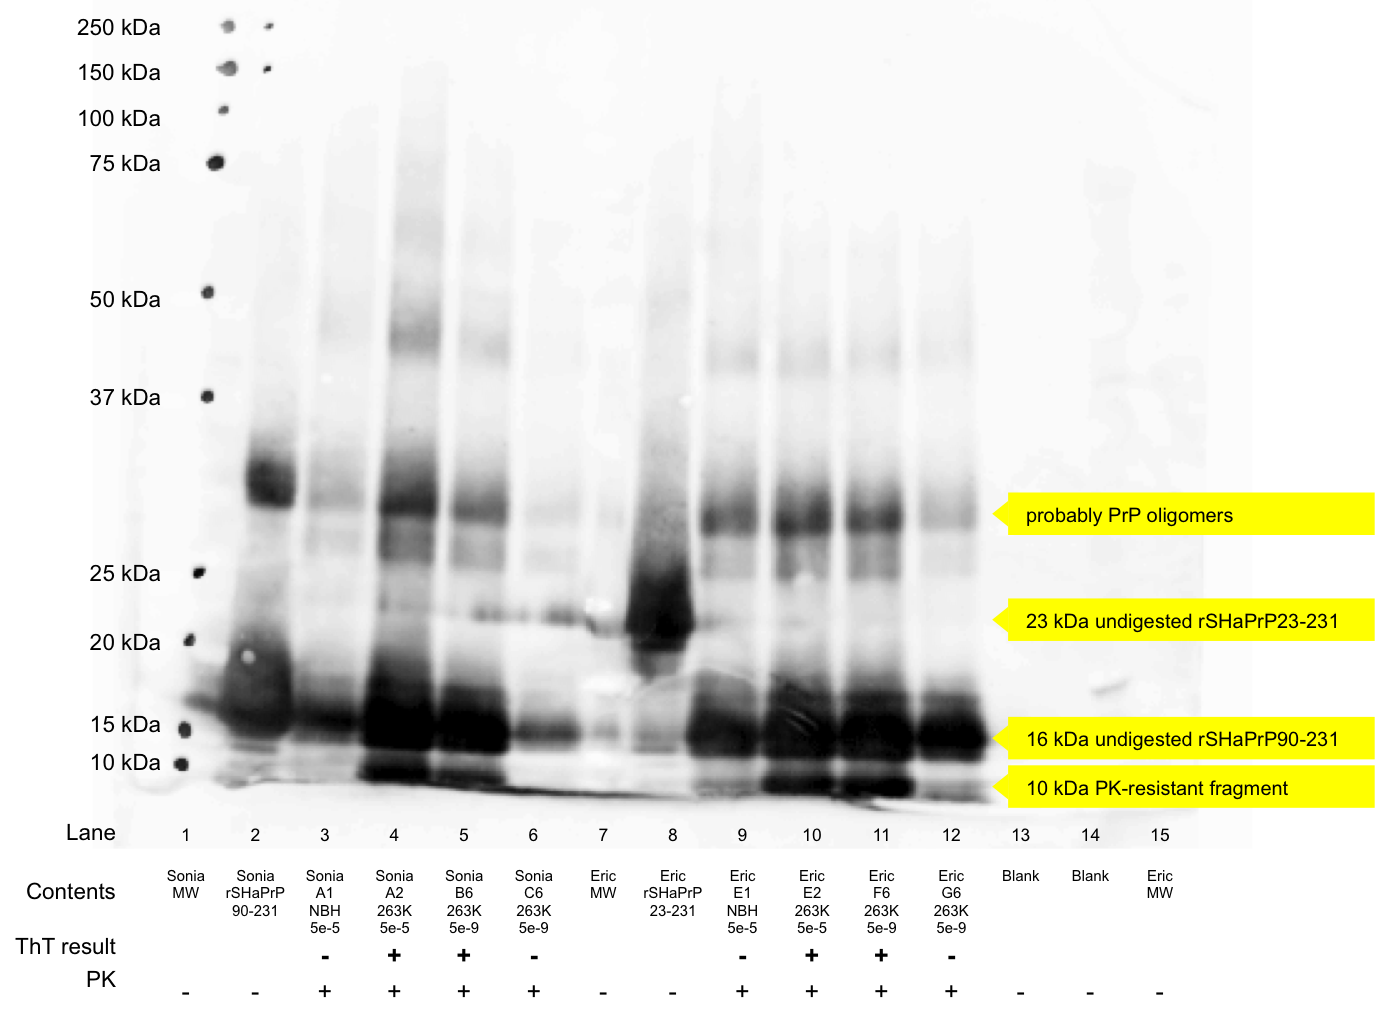 250 kDa
150 kDa
100 kDa
75 kDa
50 kDa
37 kDa
25 kDa
20 kDa
15 kDa
10 kDa
probably PrP oligomers
23 kDa undigested rSHaPrP23-231
16 kDa undigested rSHaPrP90-231
10 kDa PK-resistant fragment
Lane 1 2 3 4 5 6 7 8 9 10 11 12 13 14 15
Contents
Sonia
MW
Sonia
rSHaPrP
90-231
Sonia
A1
NBH
5e-5
Sonia
A2
263K
5e-5
Sonia
B6
263K
5e-9
Sonia
C6
263K
5e-9
Eric
MW
Eric
rSHaPrP
23-231
Eric
E1
NBH
5e-5
Eric
E2
263K
5e-5
Eric
F6
263K
5e-9
Eric
G6
263K
5e-9
Blank
Blank
Eric
MW
ThT result - + + - - + + -
PK - - + + + + - - + + + + - - -